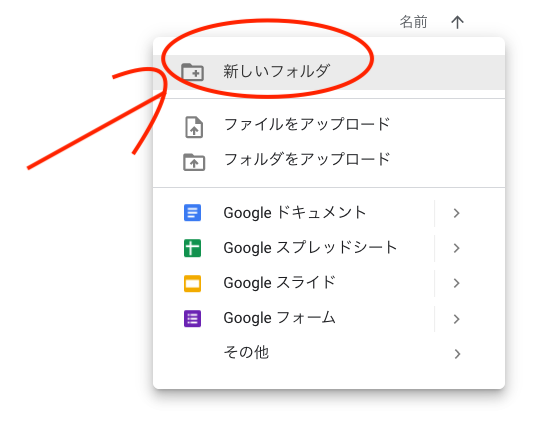 名前
新しいフォルダ
ファイルをアップロード
フォルダをアップロード
Google ドキュメント
Google スプレッドシート
Google スライド
Google フォーム
その他